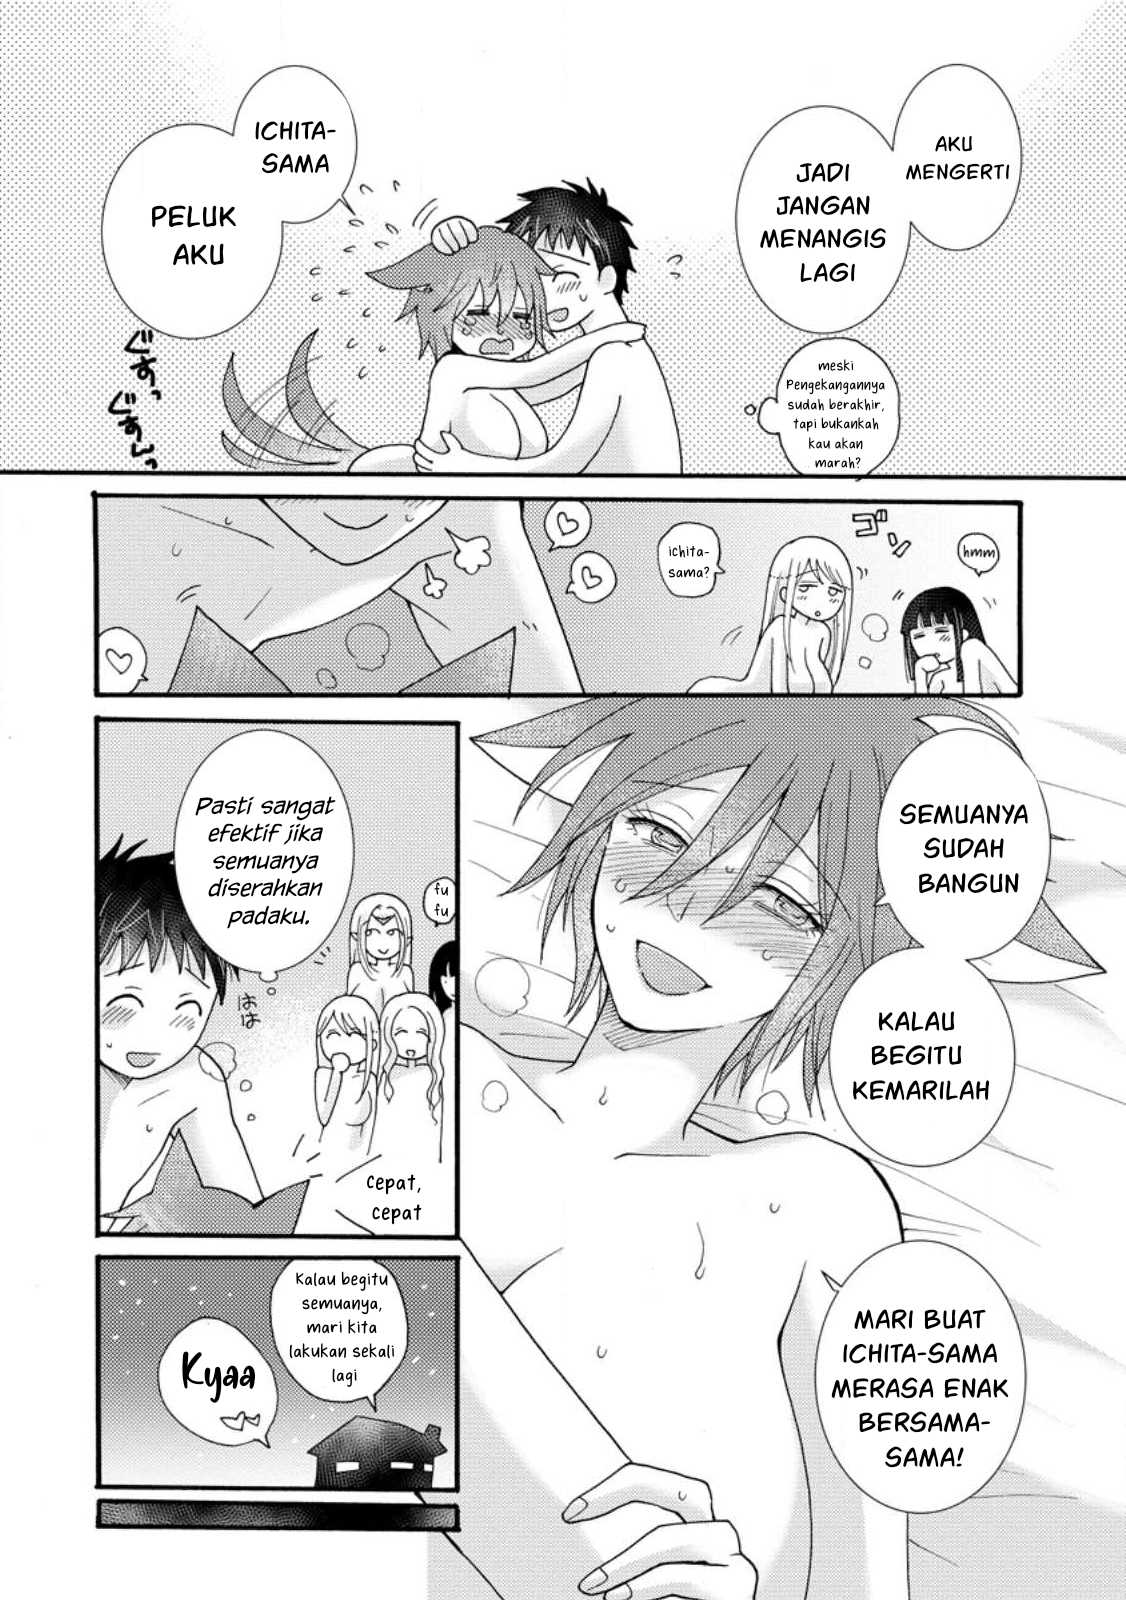 AKU
MENGERTI
JADI
JANGAN
MENANGIS
LAGI
ICHITA-
SAMA
PELUK
AKU
meski
Pengekangannya
sudah berakhir,
tapi bukankah
kau akan
marah?
ぐすっ
ぐすんっ
hmm
ゴン
ichita-
sama?
SEMUANYA
SUDAH
BANGUN
KALAU
BEGITU
KEMARILAH
MARI BUAT
ICHITA-SAMA
MERASA ENAK
BERSAMA-
SAMA!
Pasti sangat
efektif jika
semuanya
diserahkan
padaku.
fu
fu
はは
cepat,
cepat
Kalau begitu
semuanya,
mari kita
lakukan sekali
lagi
Kyaa